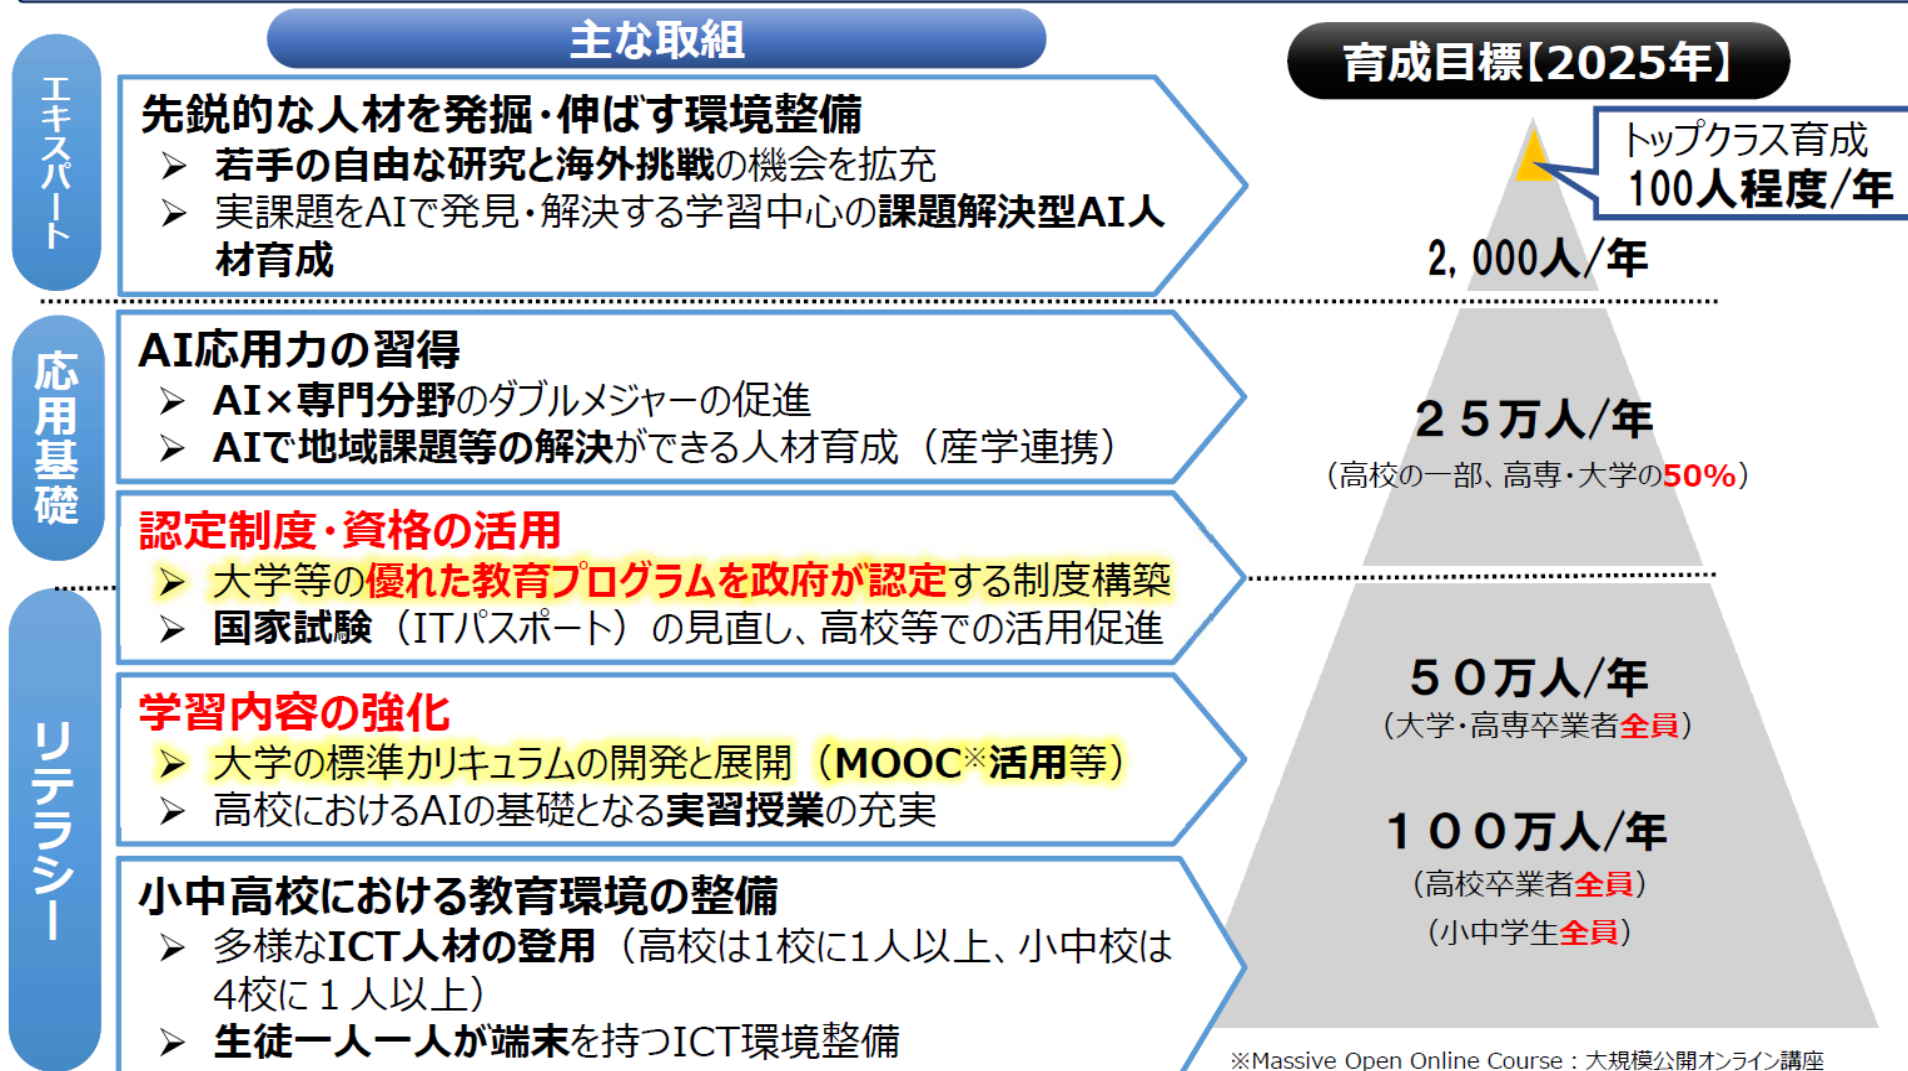 主な取組
育成目標【2025年】
エキスパート
先鋭的な人材を発掘・伸ばす環境整備
➢ 若手の自由な研究と海外挑戦の機会を拡充
➢ 実課題をAIで発見・解決する学習中心の課題解決型AI人
材育成
トップクラス育成
100人程度/年
2,000人/年
応用基礎
AI応用力の習得
➢ AI×専門分野のダブルメジャーの促進
➢ AIで地域課題等の解決ができる人材育成（産学連携）
２５万人/年
（高校の一部、高専・大学の50%）
認定制度・資格の活用
➢ 大学等の優れた教育プログラムを政府が認定する制度構築
➢ 国家試験（ITパスポート）の見直し、高校等での活用促進
リテラシー
学習内容の強化
➢ 大学の標準カリキュラムの開発と展開（MOOC※活用等）
➢ 高校におけるAIの基礎となる実習授業の充実
５０万人/年
（大学・高専卒業者全員）
１００万人/年
（高校卒業者全員）
（小中学生全員）
小中高校における教育環境の整備
➢ 多様なICT人材の登用（高校は1校に1人以上、小中校は
4校に１人以上）
➢ 生徒一人一人が端末を持つICT環境整備
※Massive Open Online Course：大規模公開オンライン講座